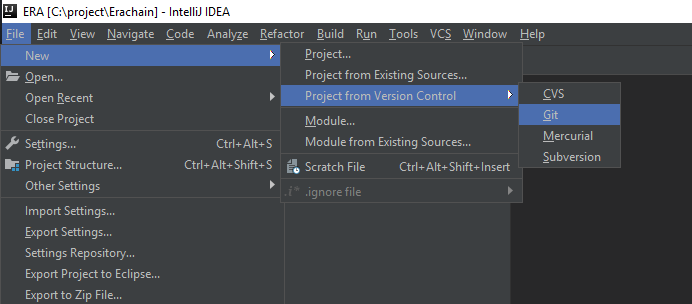 IJ ERA [C:\project\Erachain] - IntelliJ IDEA
File Edit View Navigate Code Analyze Refactor Build Run Tools VCS Window Help
New
Open...
Open Recent
Close Project
Settings... Ctrl+Alt+S
Project Structure... Ctrl+Alt+Shift+S
Other Settings
Import Settings...
Export Settings...
Settings Repository...
Export Project to Eclipse...
Export to Zip File...
Project...
Project from Existing Sources...
Project from Version Control
Module...
Module from Existing Sources...
Scratch File Ctrl+Alt+Shift+Insert
.i* .ignore file
CVS
Git
Mercurial
Subversion